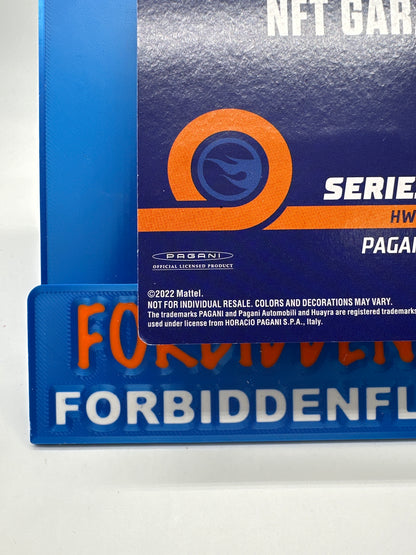 NFT GAR
SERIES
HW
PAGANI
PAGANI
OFFICIAL LICENSED PRODUCT
©2022 Mattel.
NOT FOR INDIVIDUAL RESALE. COLORS AND DECORATIONS MAY VARY.
The trademarks PAGANI and Pagani Automobili and Huayra are registered trademarks
used under license from HORACIO PAGANI S.P.A., Italy.
FORBIDDEN
FORBIDDENFL